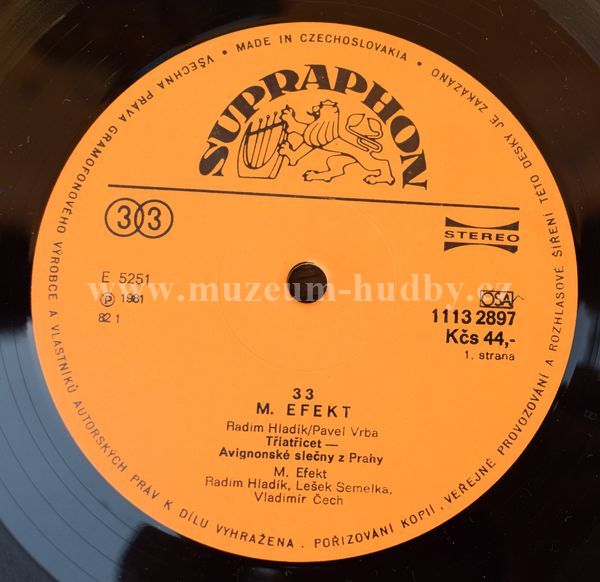 VŠECHNA PRÁVA GRAMOFONOVÉHO VÝROBCE A VLASTNÍKŮ AUTORSKÝCH PRÁV K DÍLU VYHRAŽENA. POŘIZOVÁNÍ KOPIÍ, VEŘEJNÉ PROVOZOVÁNÍ A ROZHLASOVÉ ŠÍŘENÍ TÉTO DESKY JE ZAKÁZÁNO • MADE IN CZECHOSLOVAKIA •
SUPRAPHON
33
STEREO
E 5251
www.muzeum-hudby.cz
Ⓟ 1981
OSA
82 1
1113 2897
Kčs 44,-
1. strana
33
M. EFEKT
Radim Hladík/Pavel Vrba
Třiatřicet —
Avignonské slečny z Prahy
M. Efekt
Radim Hladík, Lešek Semelka,
Vladimír Čech